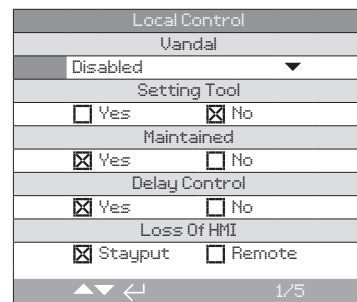 Local Control
Vandal
Disabled
Setting Tool
Yes No
Maintained
Yes No
Delay Control
Yes No
Loss Of HMI
Stayput Remote
1/5